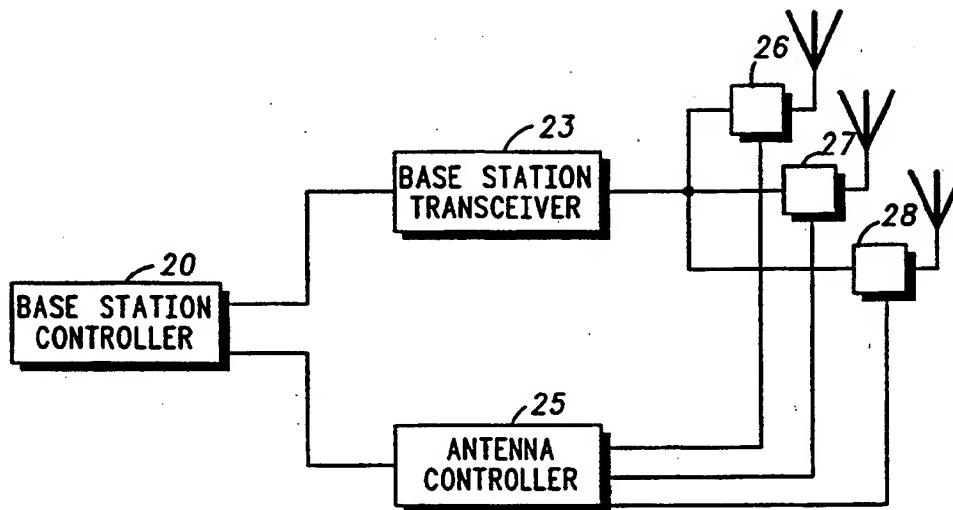 26
23
27
BASE STATION
TRANSCEIVER
28
20
BASE STATION
CONTROLLER
25
ANTENNA
CONTROLLER